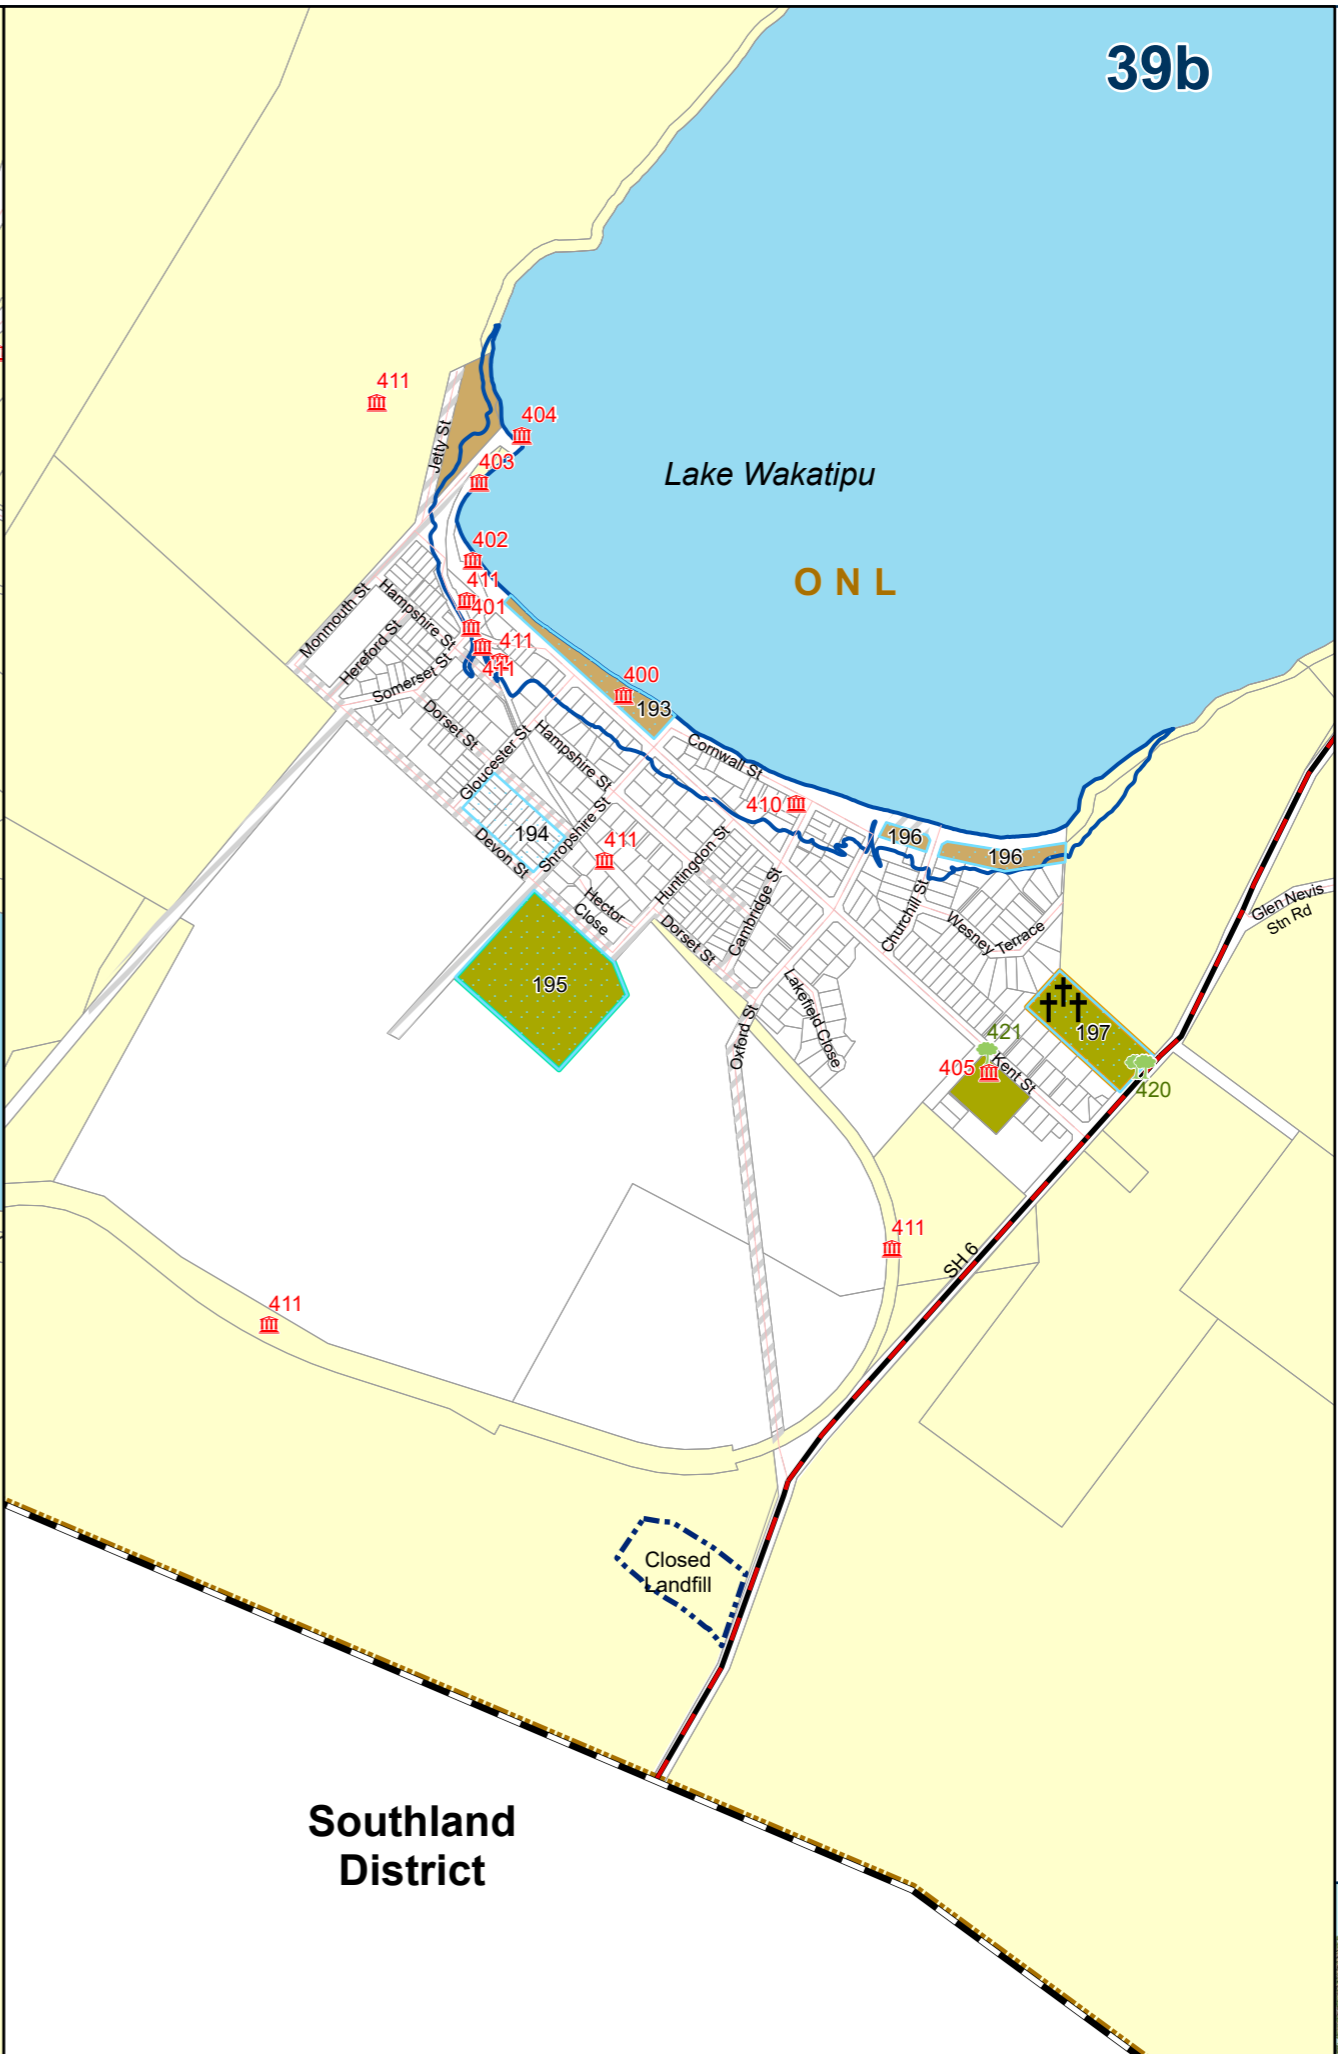 39b
411
404
Jetty St
403
Lake Wakatipu
402
O N L
411
401
Monmouth St
Hampshire St
Hereford St
411
411
Somerset St
400
193
Dorset St
Gloucester St
Hampshire St
Cornwall St
410
194
Shropshire St
Devon St
411
Huntingdon St
196
196
Hector
Close
Dorset St
Cambridge St
Churchill St
Wesney Terrace
Glen Nevis
Stn Rd
195
Lakefield Close
Oxford St
421
197
405
Kent St
420
411
SH 6
411
Closed
Landfill
Southland
District